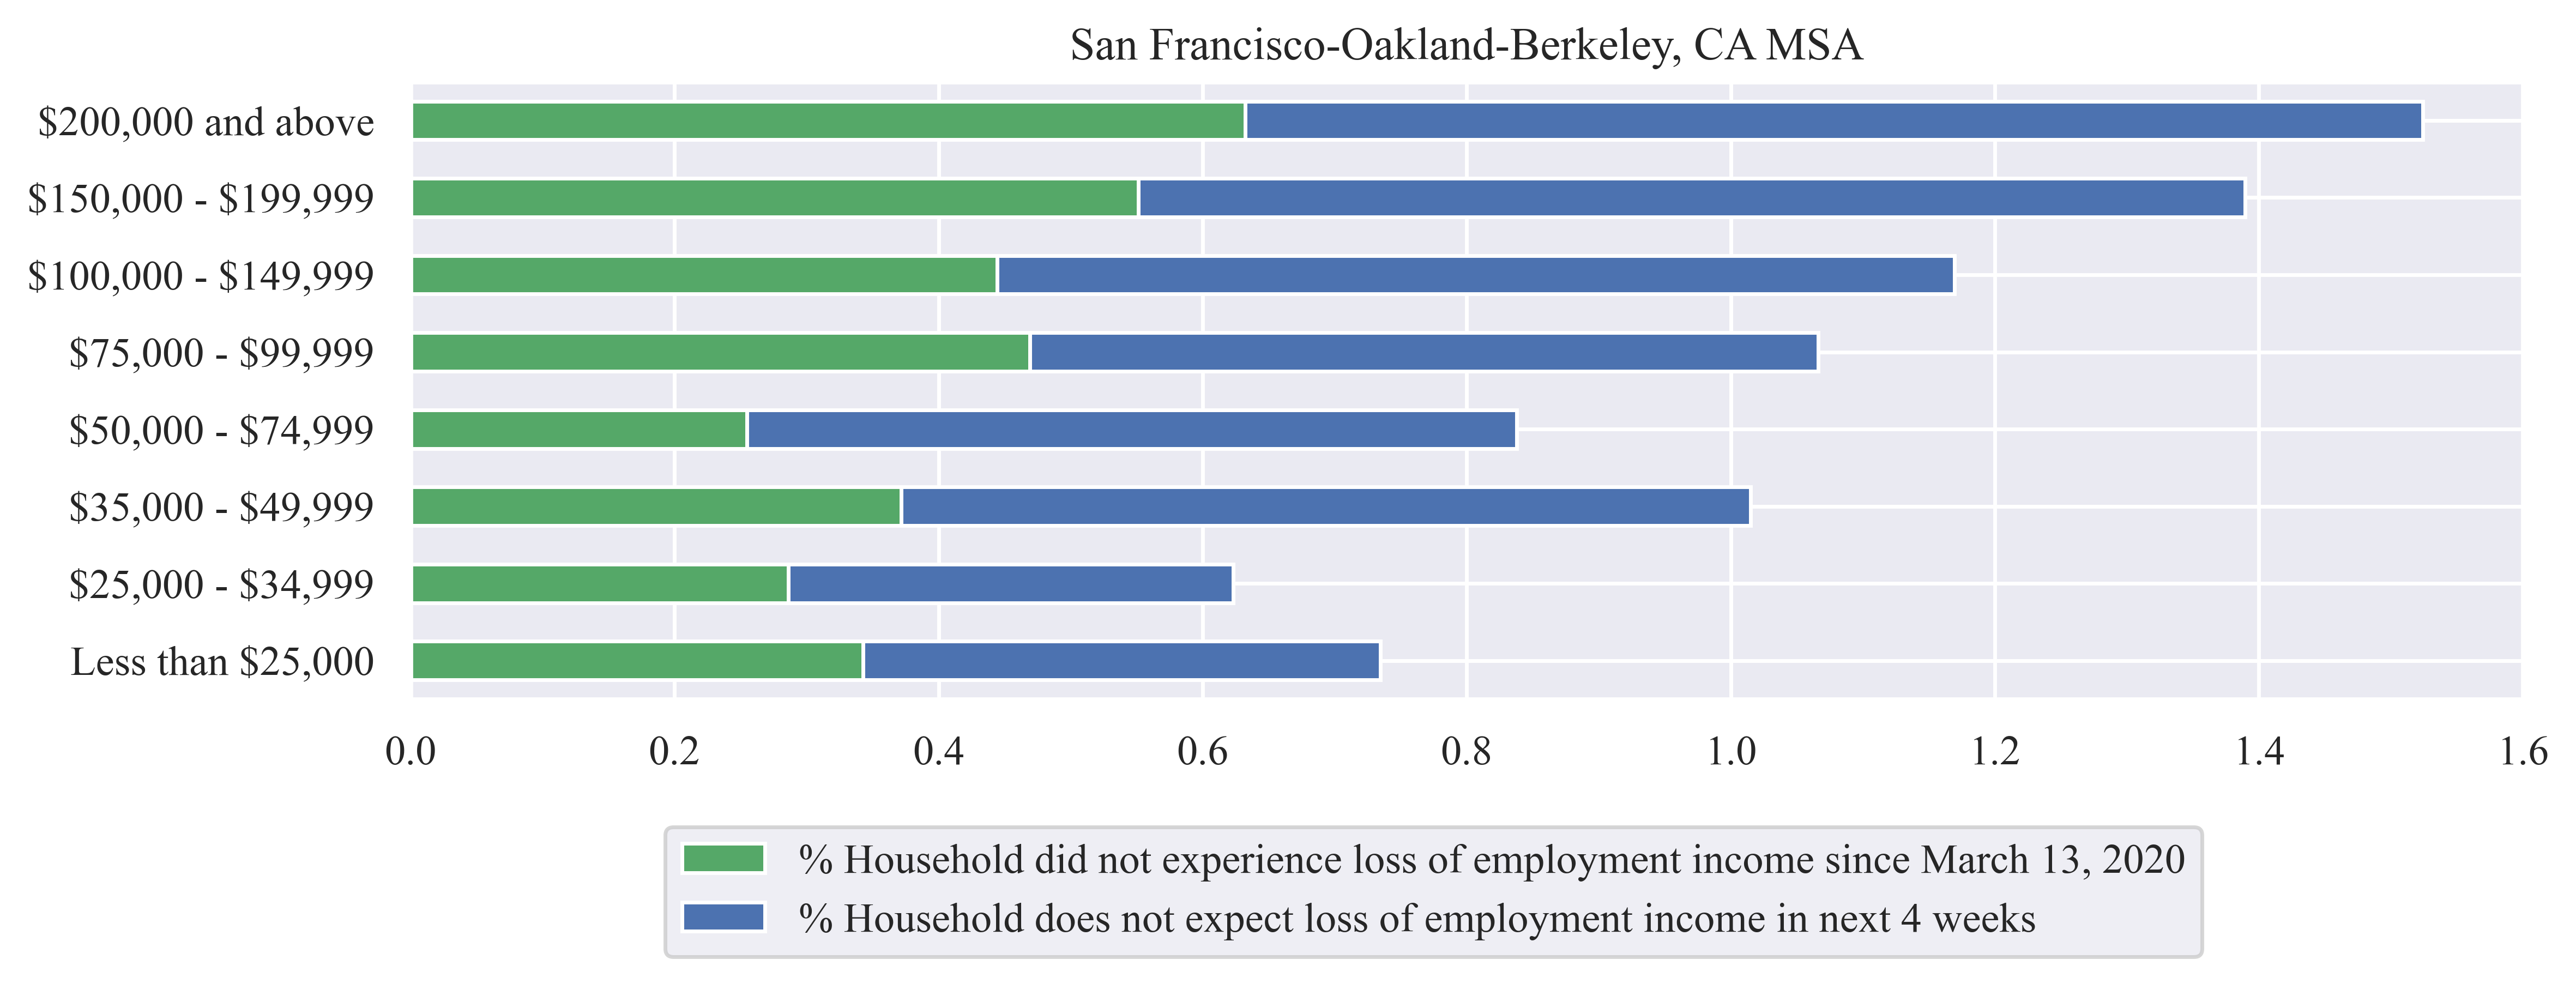 San Francisco-Oakland-Berkeley, CA MSA
$200,000 and above
$150,000 - $199,999
$100,000 - $149,999
$75,000 - $99,999
$50,000 - $74,999
$35,000 - $49,999
$25,000 - $34,999
Less than $25,000
0.0 0.2 0.4 0.6 0.8 1.0 1.2 1.4 1.6
% Household did not experience loss of employment income since March 13, 2020
% Household does not expect loss of employment income in next 4 weeks